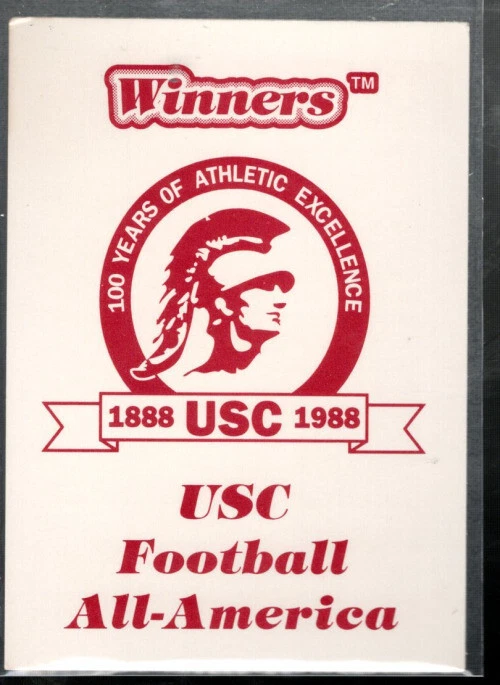 Winners™
100 YEARS OF ATHLETIC EXCELLENCE
1888 USC 1988
USC
Football
All-America